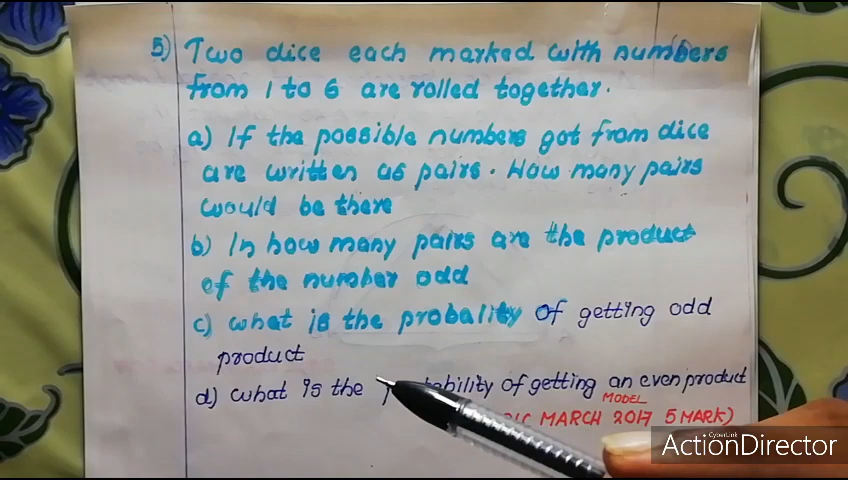 5) Two dice each marked with numbers
from 1 to 6 are rolled together.
a) If the possible numbers got from dice
are written as pairs. How many pairs
would be there
b) In how many pairs are the product
of the number odd
c) what is the probality of getting odd
product
d) what is the of getting an even product
MODEL
MARCH 2017 5 MARK)
CyberLink
ActionDirector